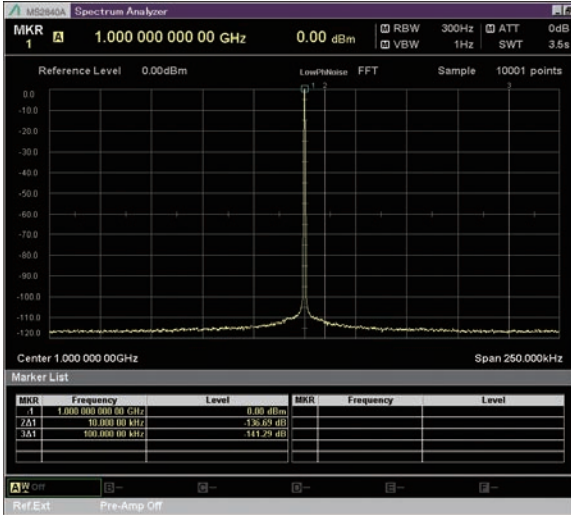 MS2840A Spectrum Analyzer
MKR 1 A 1.000 000 000 00 GHz 0.00 dBm M RBW 300Hz M ATT 0dB
M VBW 1Hz SWT 3.5s
Reference Level 0.00dBm LowPhNoise FFT Sample 10001 points
1 2 3
0.0
-10.0
-20.0
-30.0
-40.0
-50.0
-60.0
-70.0
-80.0
-90.0
-100.0
-110.0
-120.0
Center 1.000 000 00GHz Span 250.000kHz
Marker List
MKR Frequency Level MKR Frequency Level
1 1.000 000 000 00 GHz 0.00 dBm
2Δ1 10.000 00 kHz -136.69 dB
3Δ1 100.000 00 kHz -141.29 dB
A W Off B-- C-- D-- E-- F--
Ref.Ext Pre-Amp Off